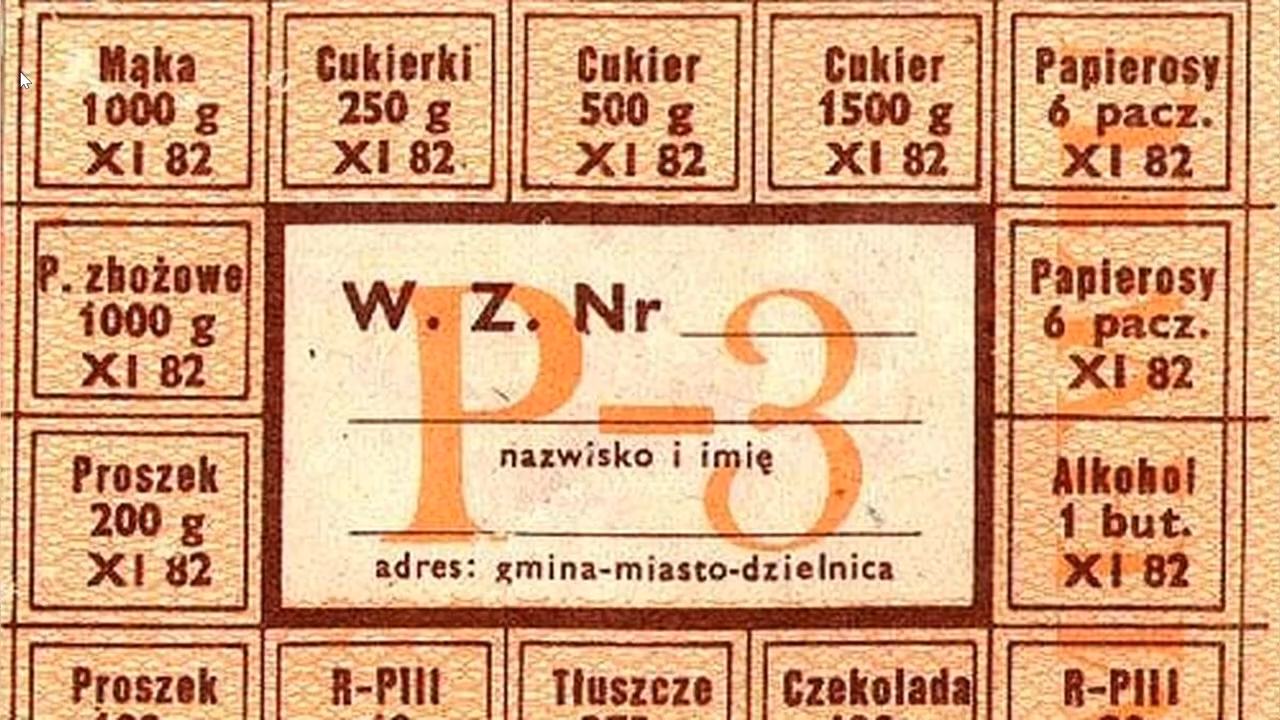 Mąka
1000 g
XI 82
Cukierki
250 g
XI 82
Cukier
500 g
XI 82
Cukier
1500 g
XI 82
Papierosy
6 pacz.
XI 82
P. zbożowe
1000 g
XI 82
W. Z. Nr
P-3
nazwisko i imię
adres: gmina-miasto-dzielnica
Papierosy
6 pacz.
XI 82
Proszek
200 g
XI 82
Alkohol
1 but.
XI 82
Proszek
R-PIII
Tłuszcze
Czekolada
R-PIII